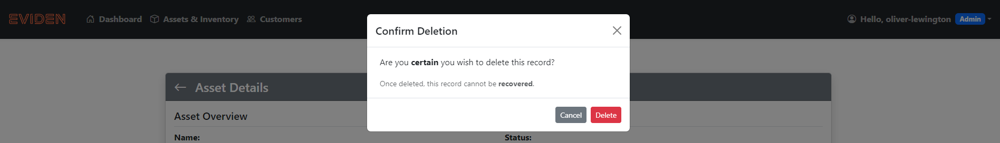 EVIDEN Dashboard Assets & Inventory Customers Hello, oliver-lewington Admin
Confirm Deletion
Are you certain you wish to delete this record?
Once deleted, this record cannot be recovered.
Cancel Delete
Asset Details
Asset Overview
Name: Status: